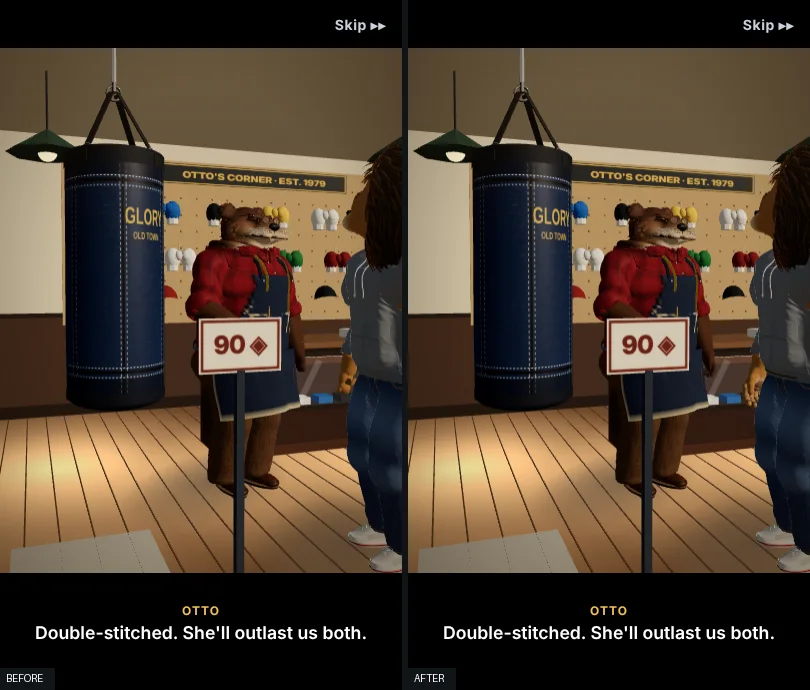 Skip
OTTO'S CORNER · EST. 1979
GLORY
OLD TOWN
90
OTTO
Double-stitched. She'll outlast us both.
BEFORE
Skip
OTTO'S CORNER · EST. 1979
GLORY
OLD TOWN
90
OTTO
Double-stitched. She'll outlast us both.
AFTER